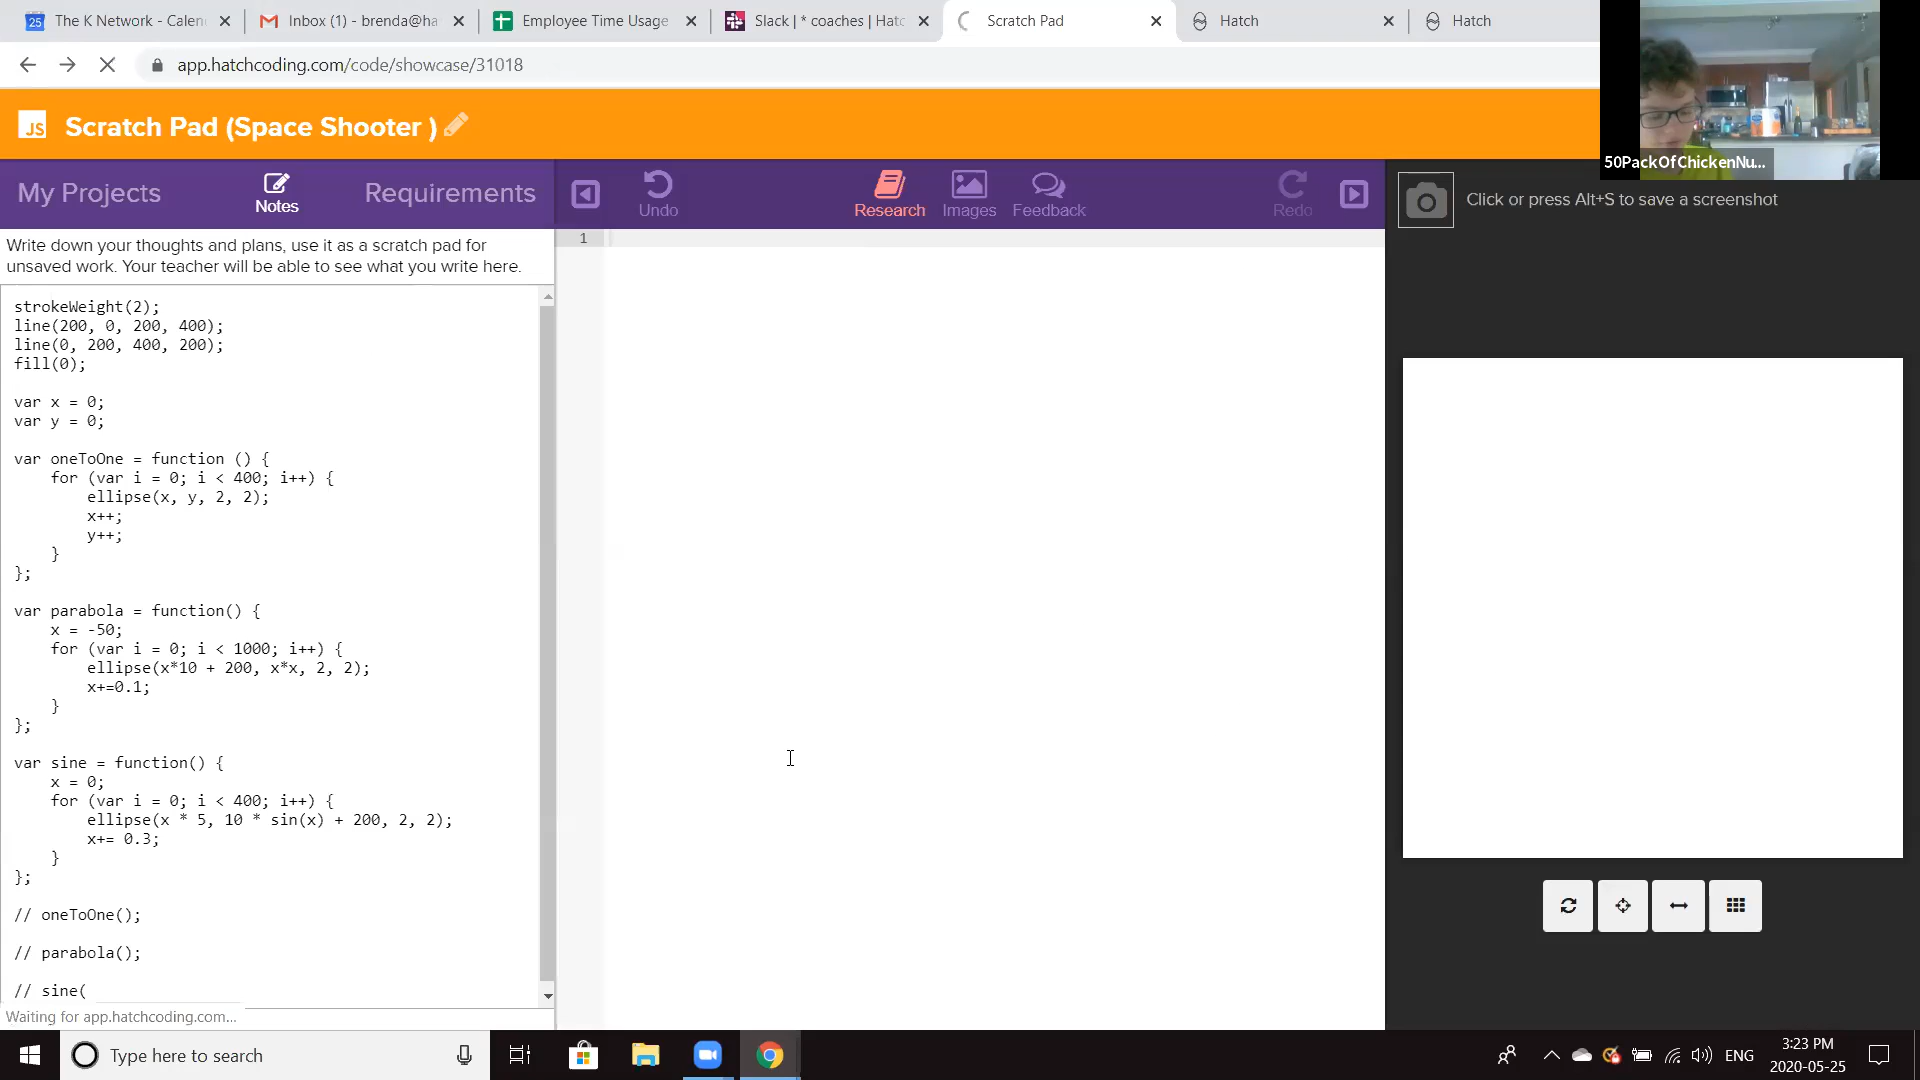 The K Network - Calen
Inbox (1) - brenda@ha
Employee Time Usage
Slack | * coaches | Hatc
Scratch Pad
Hatch
Hatch
app.hatchcoding.com/code/showcase/31018
JS
Scratch Pad (Space Shooter )
50PackOfChickenNu...
My Projects
Notes
Requirements
Undo
Research
Images
Feedback
Redo
Click or press Alt+S to save a screenshot
Write down your thoughts and plans, use it as a scratch pad for
unsaved work. Your teacher will be able to see what you write here.
1
strokeWeight(2);
line(200, 0, 200, 400);
line(0, 200, 400, 200);
fill(0);
var x = 0;
var y = 0;
var oneToOne = function () {
for (var i = 0; i < 400; i++) {
ellipse(x, y, 2, 2);
x++;
y++;
}
};
var parabola = function() {
x = -50;
for (var i = 0; i < 1000; i++) {
ellipse(x*10 + 200, x*x, 2, 2);
x+=0.1;
}
};
var sine = function() {
x = 0;
for (var i = 0; i < 400; i++) {
ellipse(x * 5, 10 * sin(x) + 200, 2, 2);
x+= 0.3;
}
};
// oneToOne();
// parabola();
// sine(
Waiting for app.hatchcoding.com...
Type here to search
ENG
3:23 PM
2020-05-25